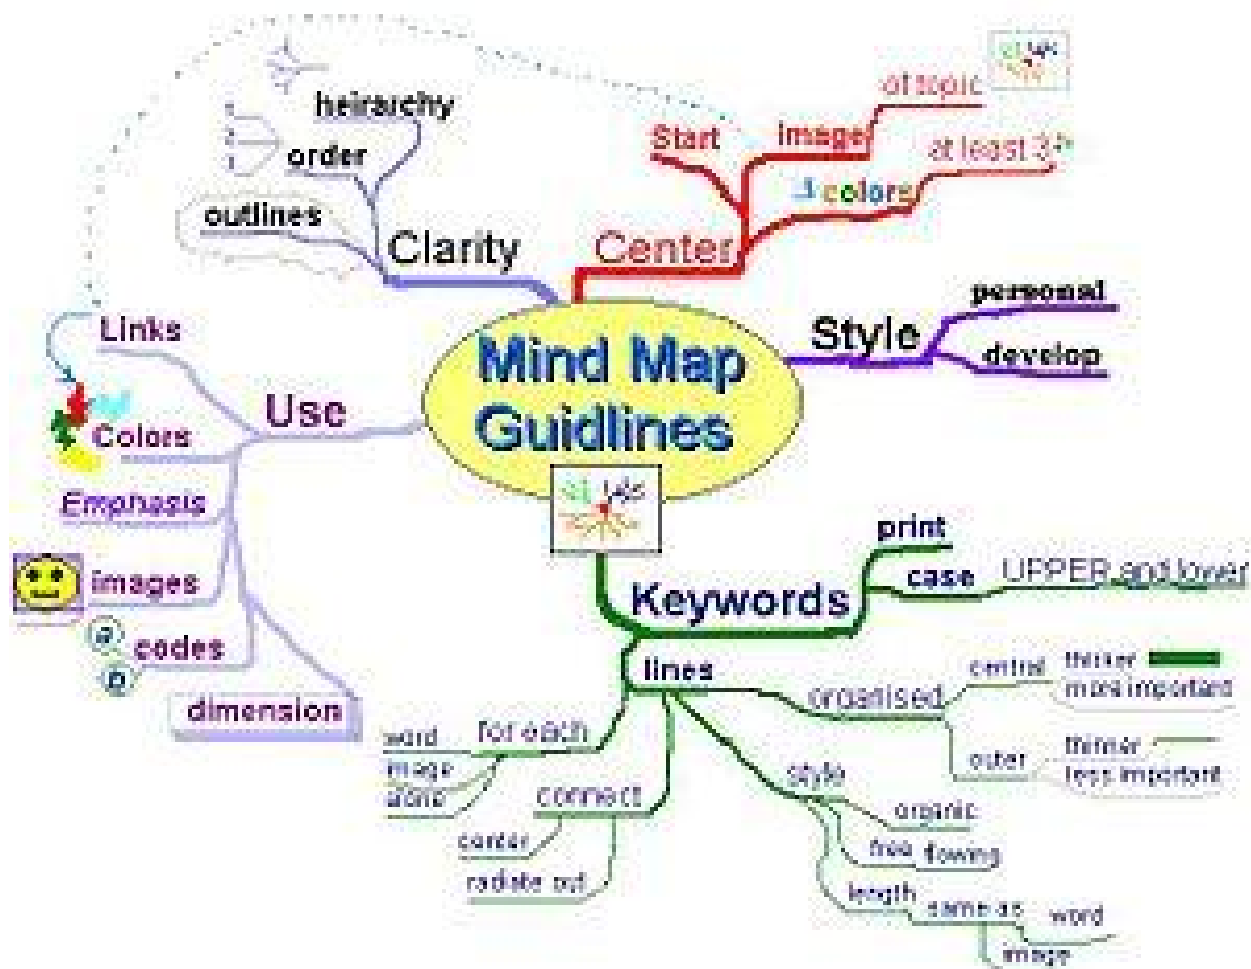 Mind Map
Guidlines
Center
Start
image
of topic
3 colors
at least 3
Style
personal
develop
Keywords
print
case
UPPER and lower
lines
organised
central
thicker
more important
outer
thinner
less important
style
organic
free flowing
length
same as
word
image
connect
center
radiate out
for each
word
image
alone
Use
Links
Colors
Emphasis
images
codes
a
b
dimension
Clarity
heirarchy
order
outlines